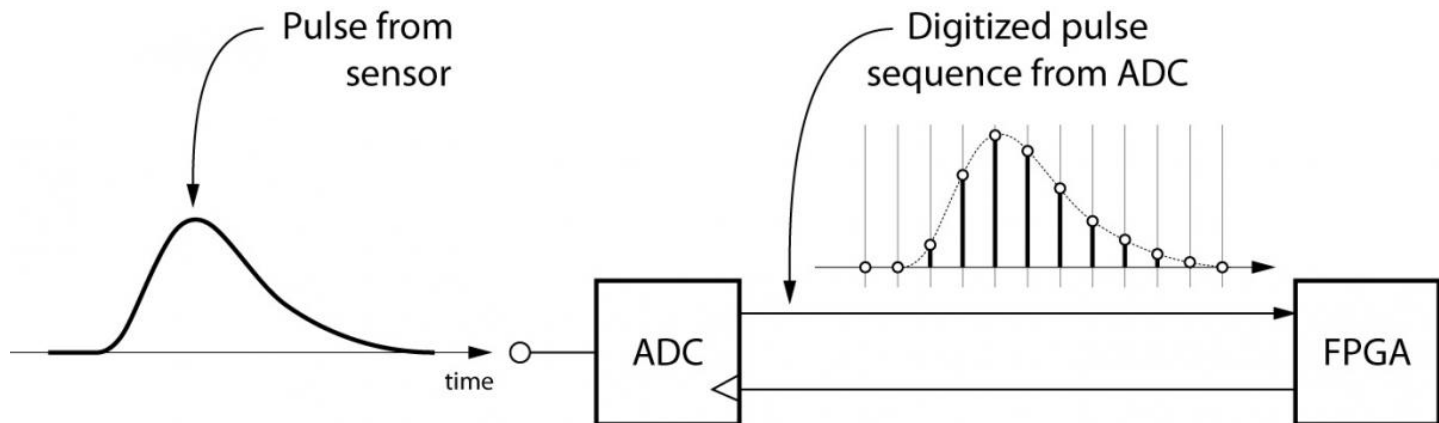 Pulse from
sensor
Digitized pulse
sequence from ADC
time
ADC
FPGA